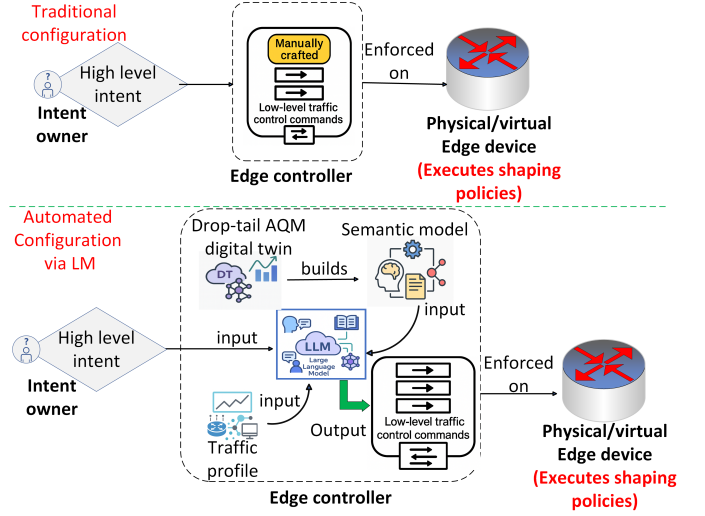 Traditional
configuration
?
High level
intent
Intent
owner
Manually
crafted
Low-level traffic
control commands
Edge controller
Enforced
on
Physical/virtual
Edge device
(Executes shaping
policies)
Automated
Configuration
via LM
Drop-tail AQM
digital twin
DT
builds
Semantic model
input
?
High level
intent
Intent
owner
input
LLM
Large
Language
Model
input
Traffic
profile
Output
Low-level traffic
control commands
Edge controller
Enforced
on
Physical/virtual
Edge device
(Executes shaping
policies)